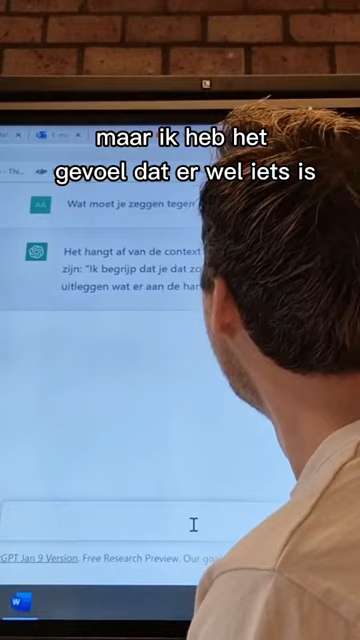 maar ik heb het
gevoel dat er wel iets is
Wat moet je zeggen tegen
Het hangt af van de context
zijn: "Ik begrijp dat je dat zo
uitleggen wat er aan de han
GPT Jan 9 Version. Free Research Preview. Our goa